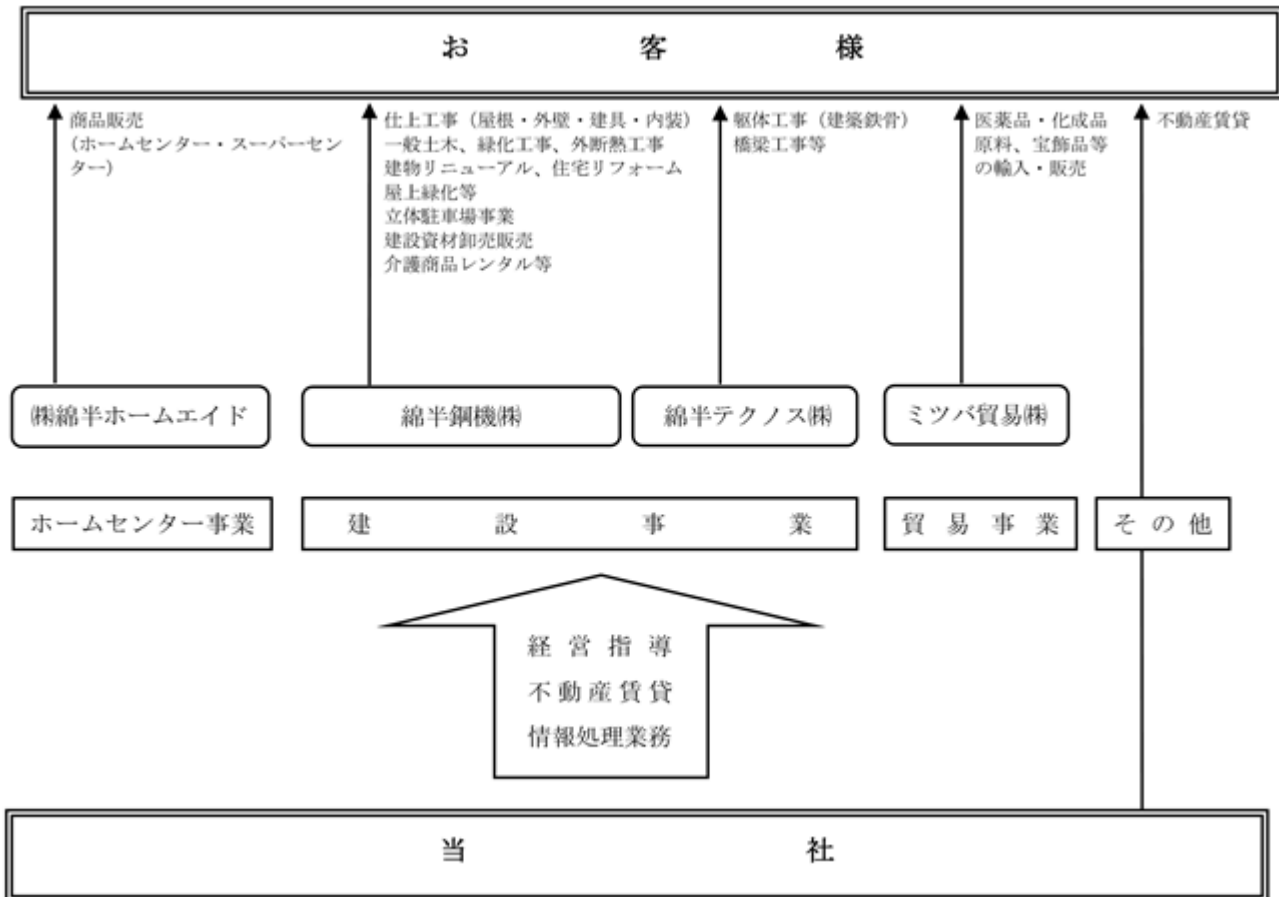 お客様
商品販売
(ホームセンター・スーパーセン
ター)
仕上工事（屋根・外壁・建具・内装）
一般土木、緑化工事、外断熱工事
建物リニューアル、住宅リフォーム
屋上緑化等
立体駐車場事業
建設資材卸売販売
介護商品レンタル等
躯体工事（建築鉄骨）
橋梁工事等
医薬品・化成品
原料、宝飾品等
の輸入・販売
不動産賃貸
㈱綿半ホームエイド
綿半鋼機㈱
綿半テクノス㈱
ミツバ貿易㈱
ホームセンター事業
建設事業
貿易事業
その他
経営指導
不動産賃貸
情報処理業務
当社